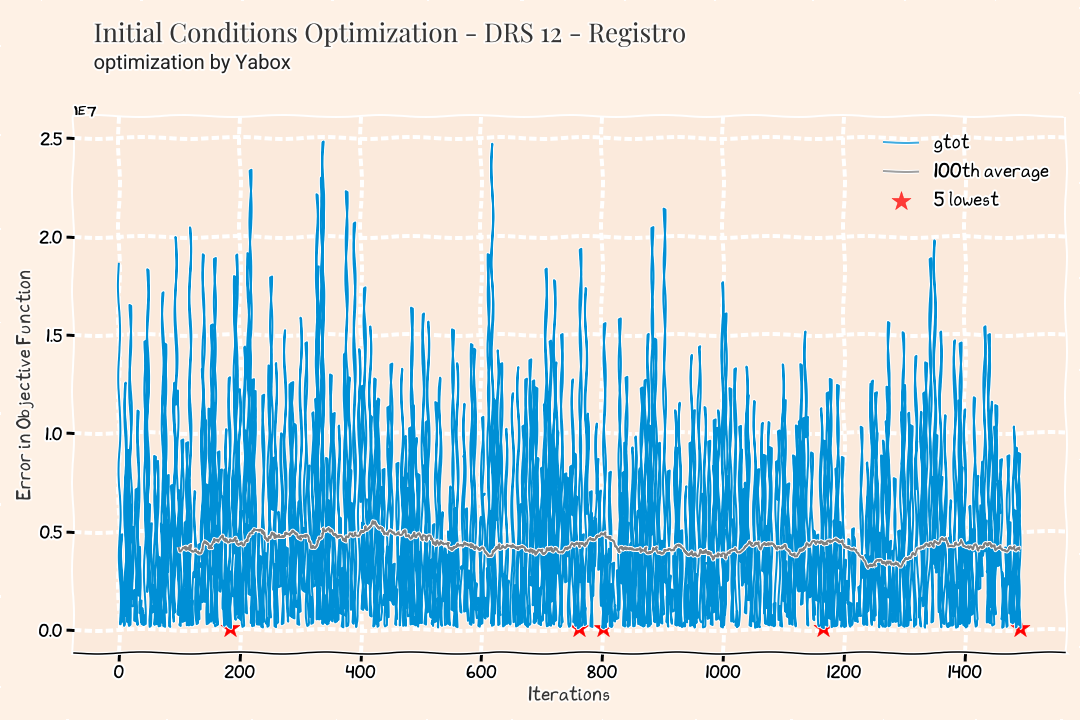 Initial Conditions Optimization - DRS 12 - Registro
optimization by Yabox
1E7
2.5
2.0
1.5
1.0
0.5
0.0
Error in Objective Function
gtot
100th average
5 lowest
0 200 400 600 800 1000 1200 1400
Iterations